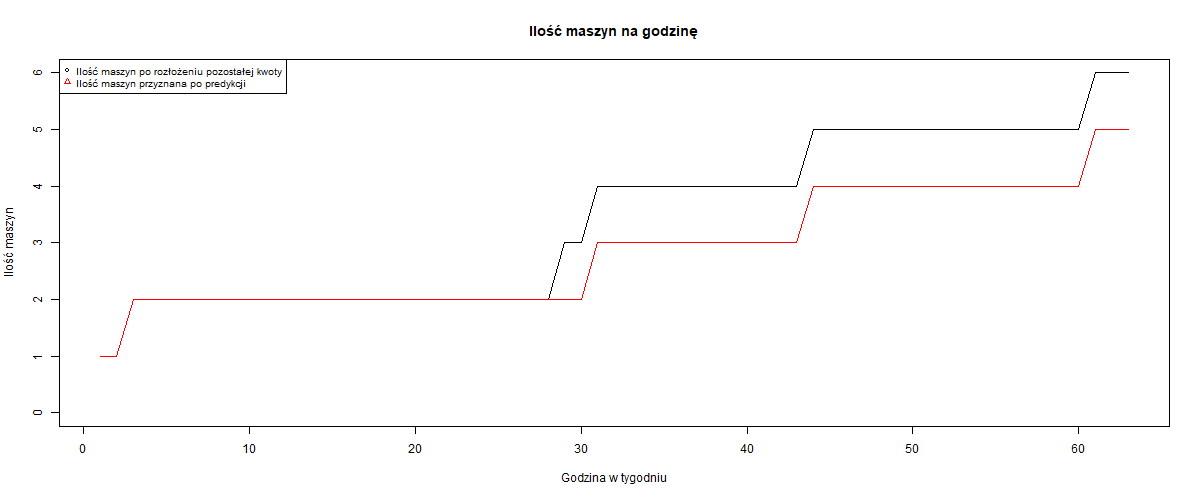 Ilość maszyn na godzinę
Ilość maszyn po rozłożeniu pozostałej kwoty
Ilość maszyn przyznana po predykcji
Ilość maszyn
6
5
4
3
2
1
0
0 10 20 30 40 50 60
Godzina w tygodniu